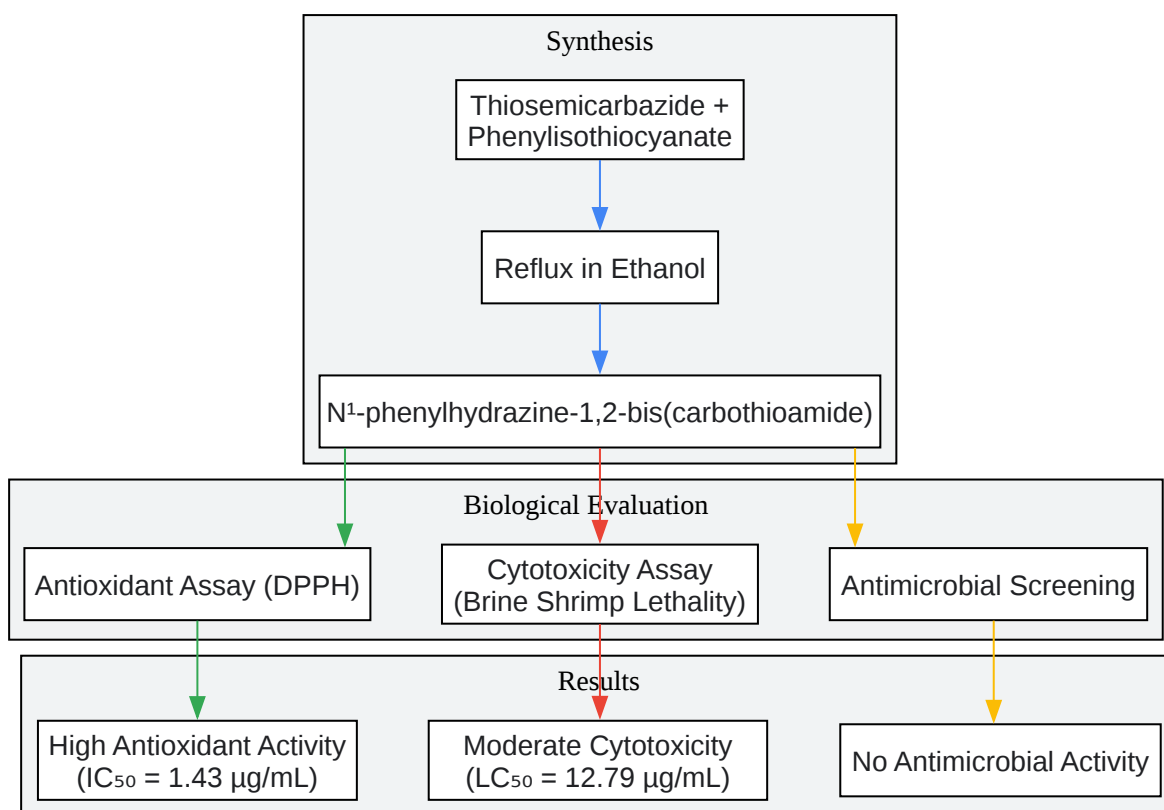 Synthesis
Thiosemicarbazide +
Phenylisothiocyanate
Reflux in Ethanol
N¹-phenylhydrazine-1,2-bis(carbothioamide)
Biological Evaluation
Antioxidant Assay (DPPH)
Cytotoxicity Assay
(Brine Shrimp Lethality)
Antimicrobial Screening
Results
High Antioxidant Activity
(IC₅₀ = 1.43 µg/mL)
Moderate Cytotoxicity
(LC₅₀ = 12.79 µg/mL)
No Antimicrobial Activity